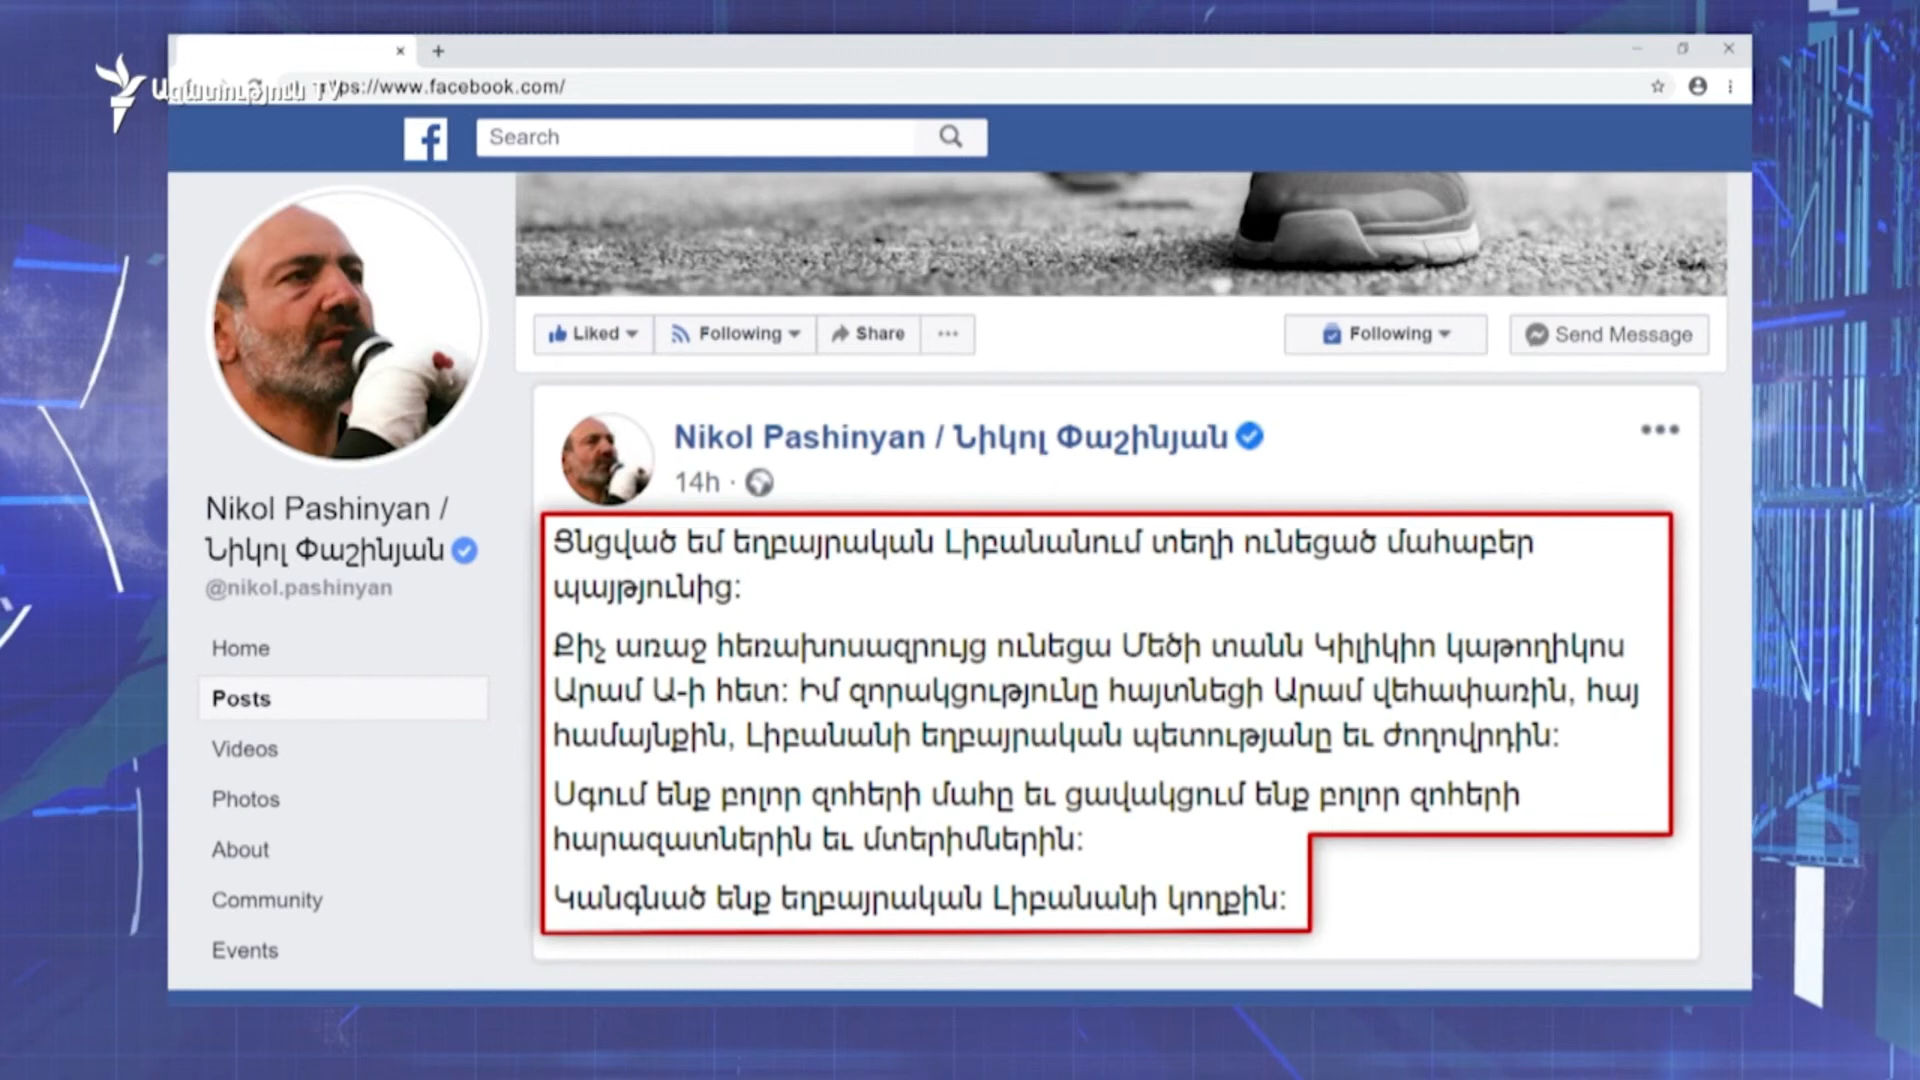 Ազատություն TV
ps://www.facebook.com/
Search
Liked
Following
Share
Following
Send Message
Nikol Pashinyan /
Նիկոլ Փաշինյան
@nikol.pashinyan
Home
Posts
Videos
Photos
About
Community
Events
Nikol Pashinyan / Նիկոլ Փաշինյան
14h ·
Ցնցված եմ եղբայրական Լիբանանում տեղի ունեցած մահաբեր
պայթյունից:
Քիչ առաջ հեռախոսազրույց ունեցա Մեծի տանն Կիլիկիո կաթողիկոս
Արամ Ա-ի հետ: Իմ զորակցությունը հայտնեցի Արամ վեհափառին, հայ
համայնքին, Լիբանանի եղբայրական պետությանը եւ ժողովրդին:
Սգում ենք բոլոր զոհերի մահը եւ ցավակցում ենք բոլոր զոհերի
հարազատներին եւ մտերիմներին:
Կանգնած ենք եղբայրական Լիբանանի կողքին: